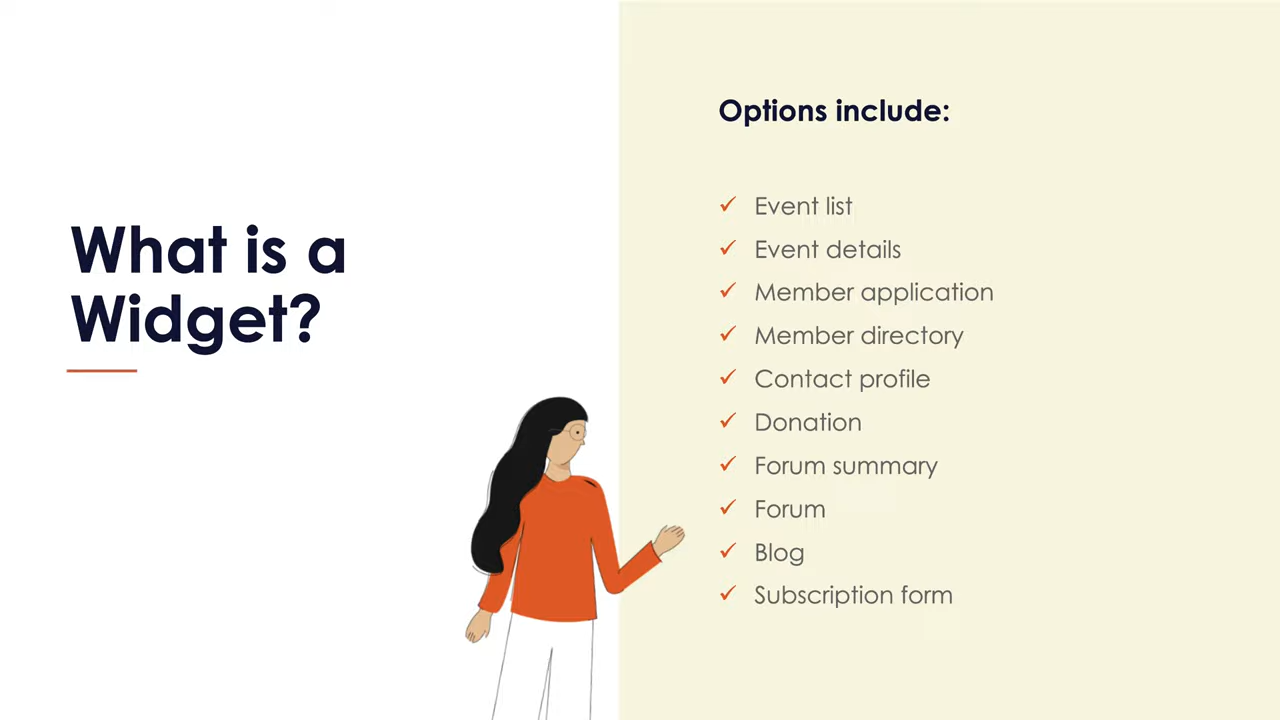 What is a
Widget?
Options include:
Event list
Event details
Member application
Member directory
Contact profile
Donation
Forum summary
Forum
Blog
Subscription form